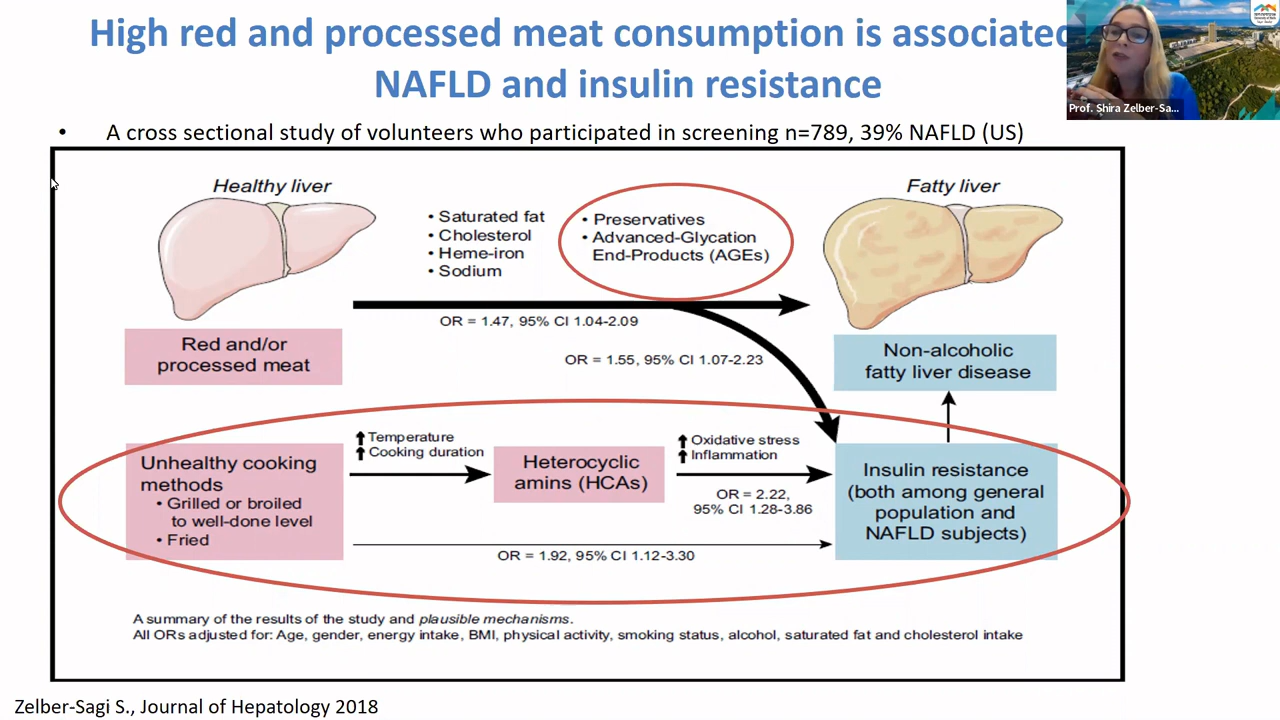 High red and processed meat consumption is associated
NAFLD and insulin resistance
Prof. Shira Zelber-Sa...
• A cross sectional study of volunteers who participated in screening n=789, 39% NAFLD (US)
Healthy liver
Fatty liver
• Saturated fat
• Cholesterol
• Heme-iron
• Sodium
• Preservatives
• Advanced-Glycation
End-Products (AGEs)
OR = 1.47, 95% CI 1.04-2.09
OR = 1.55, 95% CI 1.07-2.23
Red and/or
processed meat
Non-alcoholic
fatty liver disease
Unhealthy cooking
methods
• Grilled or broiled
to well-done level
• Fried
Temperature
Cooking duration
Heterocyclic
amins (HCAs)
Oxidative stress
Inflammation
OR = 2.22,
95% CI 1.28-3.86
OR = 1.92, 95% CI 1.12-3.30
Insulin resistance
(both among general
population and
NAFLD subjects)
A summary of the results of the study and plausible mechanisms.
All ORs adjusted for: Age, gender, energy intake, BMI, physical activity, smoking status, alcohol, saturated fat and cholesterol intake
Zelber-Sagi S., Journal of Hepatology 2018